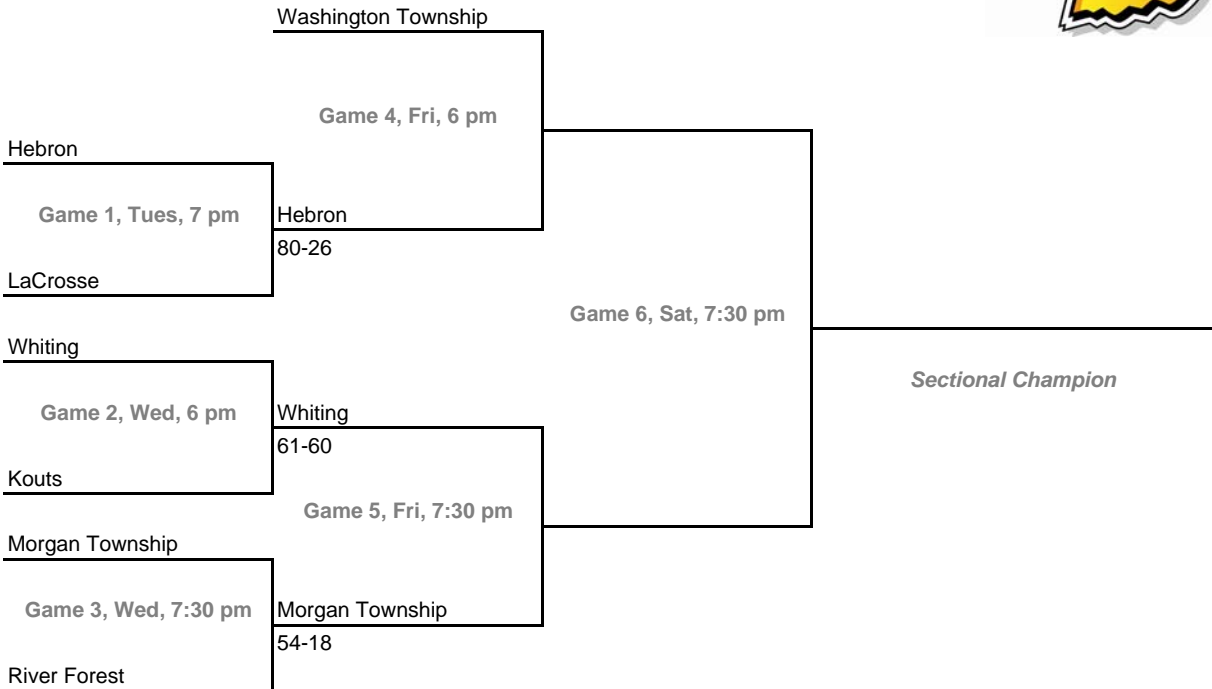 Washington Township
Game 4, Fri, 6 pm
Hebron
Game 1, Tues, 7 pm
Hebron
80-26
LaCrosse
Game 6, Sat, 7:30 pm
Whiting
Sectional Champion
Game 2, Wed, 6 pm
Whiting
61-60
Kouts
Game 5, Fri, 7:30 pm
Morgan Township
Game 3, Wed, 7:30 pm
Morgan Township
54-18
River Forest